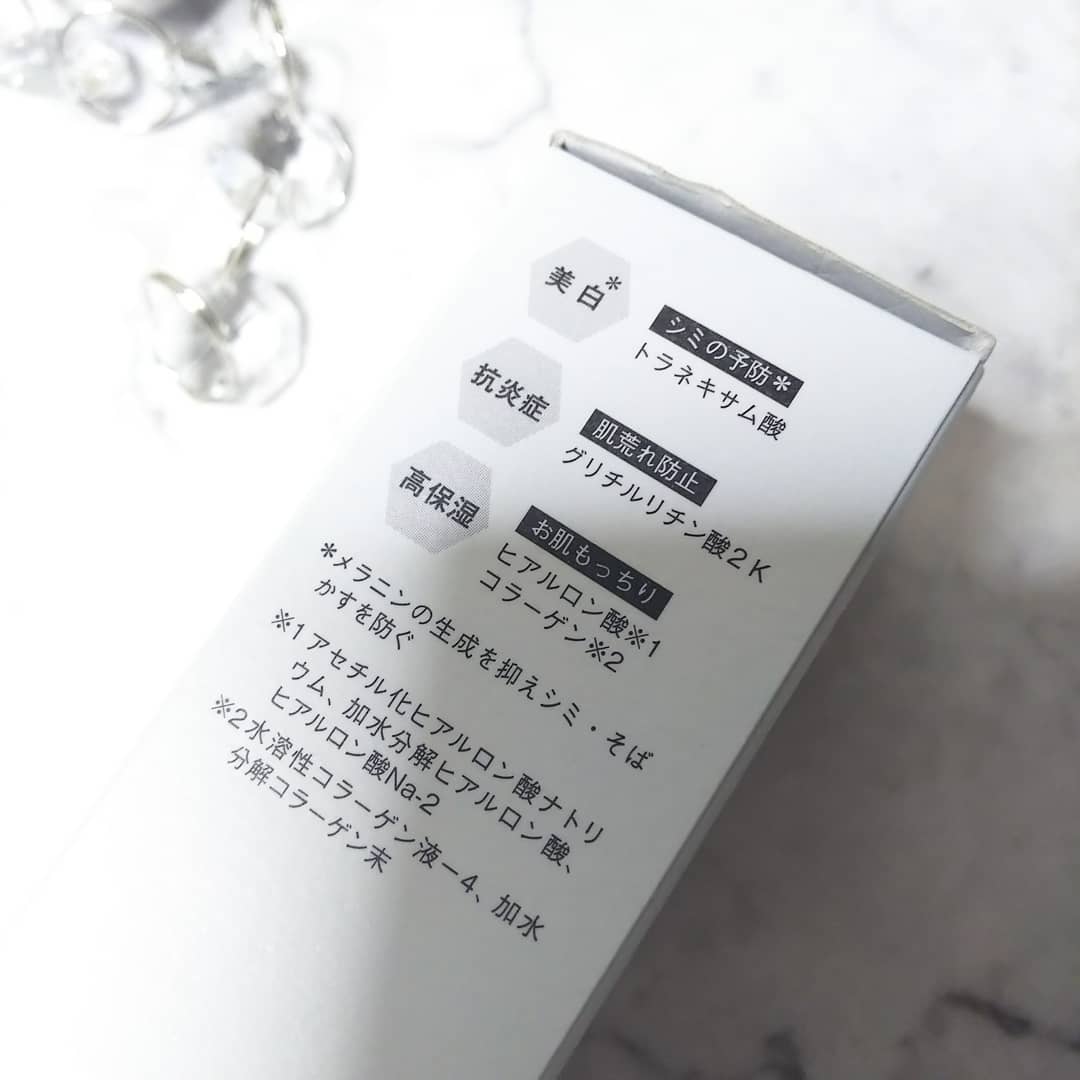 美白*
シミの予防*
トラネキサム酸
抗炎症
肌荒れ防止
グリチルリチン酸2K
高保湿
お肌もっちり
ヒアルロン酸※1
コラーゲン※2
*メラニンの生成を抑えシミ・そば
かすを防ぐ
※1アセチル化ヒアルロン酸ナトリ
ウム、加水分解ヒアルロン酸、
ヒアルロン酸Na-2
※2水溶性コラーゲン液−4、加水
分解コラーゲン末